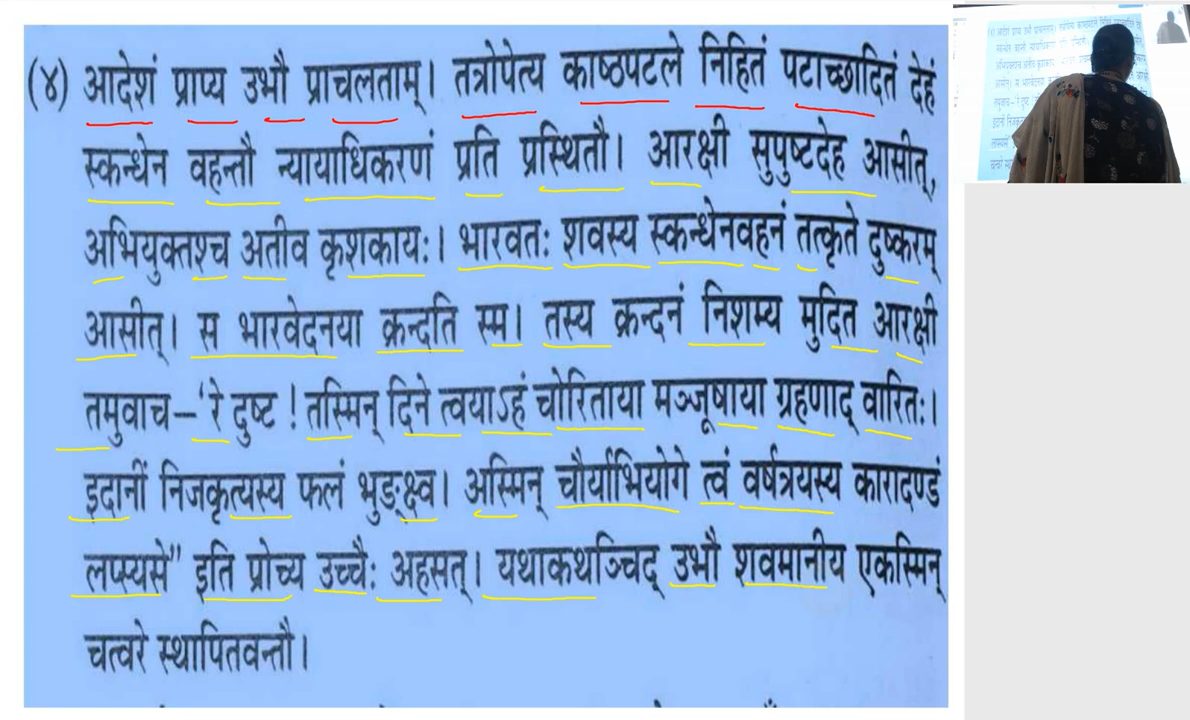 (४) आदेशं प्राप्य उभौ प्राचलताम्। तत्रोपेत्य काष्ठपटले निहितं पटाच्छादितं देहं
स्कन्धेन वहन्तौ न्यायाधिकरणं प्रति प्रस्थितौ। आरक्षी सुपुष्टदेह आसीत्,
अभियुक्तश्च अतीव कृशकायः। भारवतः शवस्य स्कन्धेनवहनं तत्कृते दुष्करम्
आसीत्। स भारवेदनया क्रन्दति स्म। तस्य क्रन्दनं निशम्य मुदित आरक्षी
तमुवाच–‘रे दुष्ट ! तस्मिन् दिने त्वयाऽहं चोरिताया मञ्जूषाया ग्रहणाद् वारितः।
इदानीं निजकृत्यस्य फलं भुङ्क्ष्व। अस्मिन् चौर्याभियोगे त्वं वर्षत्रयस्य कारादण्डं
लप्स्यसे” इति प्रोच्य उच्चैः अहसत्। यथाकथञ्चिद् उभौ शवमानीय एकस्मिन्
चत्वरे स्थापितवन्तौ।